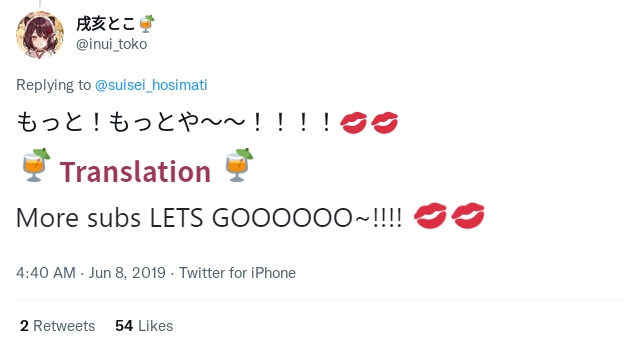 戌亥とこ🍹
@inui_toko
Replying to @suisei_hosimati
もっと！もっとや〜〜！！！！💋💋
🍹 Translation 🍹
More subs LETS GOOOOOO~!!!! 💋💋
4:40 AM · Jun 8, 2019 · Twitter for iPhone
2 Retweets 54 Likes